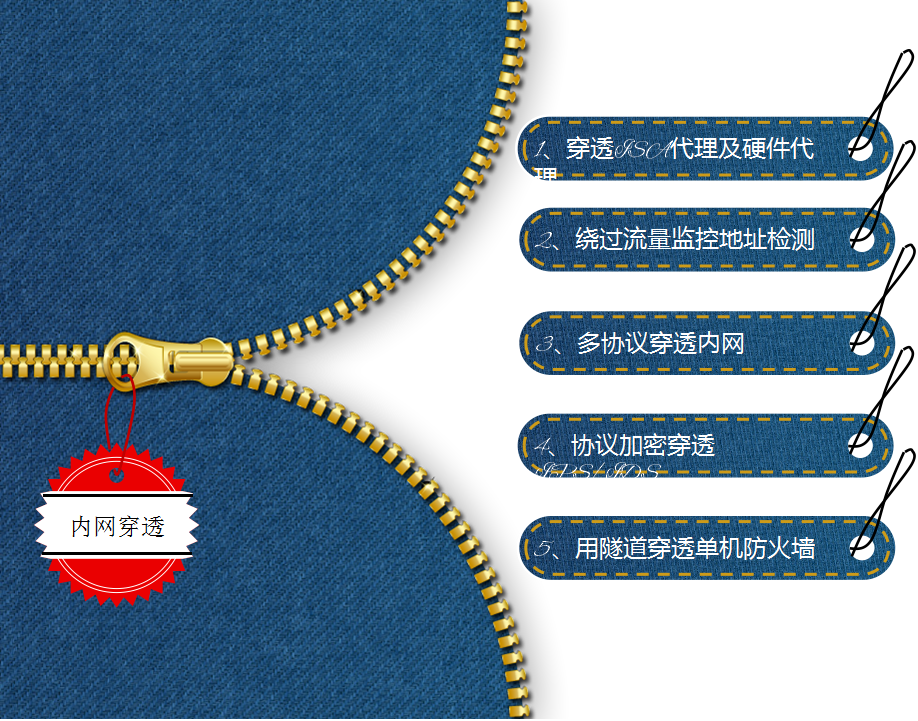 1、穿透ISA代理及硬件代
理
2、绕过流量监控地址检测
3、多协议穿透内网
4、协议加密穿透
IPS/IDS
5、用隧道穿透单机防火墙
内网穿透